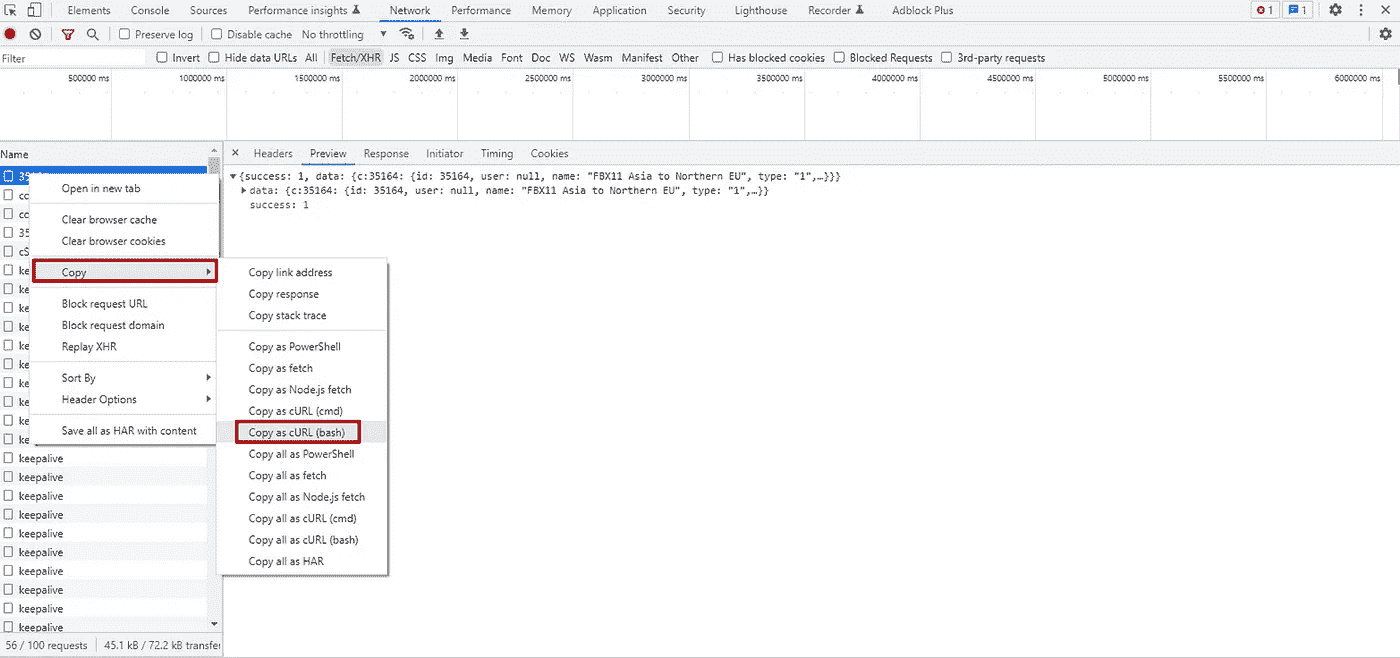 Elements Console Sources Performance insights Network Performance Memory Application Security Lighthouse Recorder Adblock Plus 1 1
Preserve log Disable cache No throttling
Filter Invert Hide data URLs All Fetch/XHR JS CSS Img Media Font Doc WS Wasm Manifest Other Has blocked cookies Blocked Requests 3rd-party requests
500000 ms 1000000 ms 1500000 ms 2000000 ms 2500000 ms 3000000 ms 3500000 ms 4000000 ms 4500000 ms 5000000 ms 5500000 ms 6000000 ms
Name
Headers Preview Response Initiator Timing Cookies
{success: 1, data: {c:35164: {id: 35164, user: null, name: "FBX11 Asia to Northern EU", type: "1",…}}}
data: {c:35164: {id: 35164, user: null, name: "FBX11 Asia to Northern EU", type: "1",…}}
success: 1
Open in new tab
Clear browser cache
Clear browser cookies
Copy
Block request URL
Block request domain
Replay XHR
Sort By
Header Options
Save all as HAR with content
Copy link address
Copy response
Copy stack trace
Copy as PowerShell
Copy as fetch
Copy as Node.js fetch
Copy as cURL (cmd)
Copy as cURL (bash)
Copy all as PowerShell
Copy all as fetch
Copy all as Node.js fetch
Copy all as cURL (cmd)
Copy all as cURL (bash)
Copy all as HAR
35
cc
cc
35
c$
ke
ke
ke
ke
ke
ke
ke
ke
ke
ke
keepalive
keepalive
keepalive
keepalive
keepalive
keepalive
keepalive
keepalive
keepalive
keepalive
56 / 100 requests 45.1 kB / 72.2 kB transfe